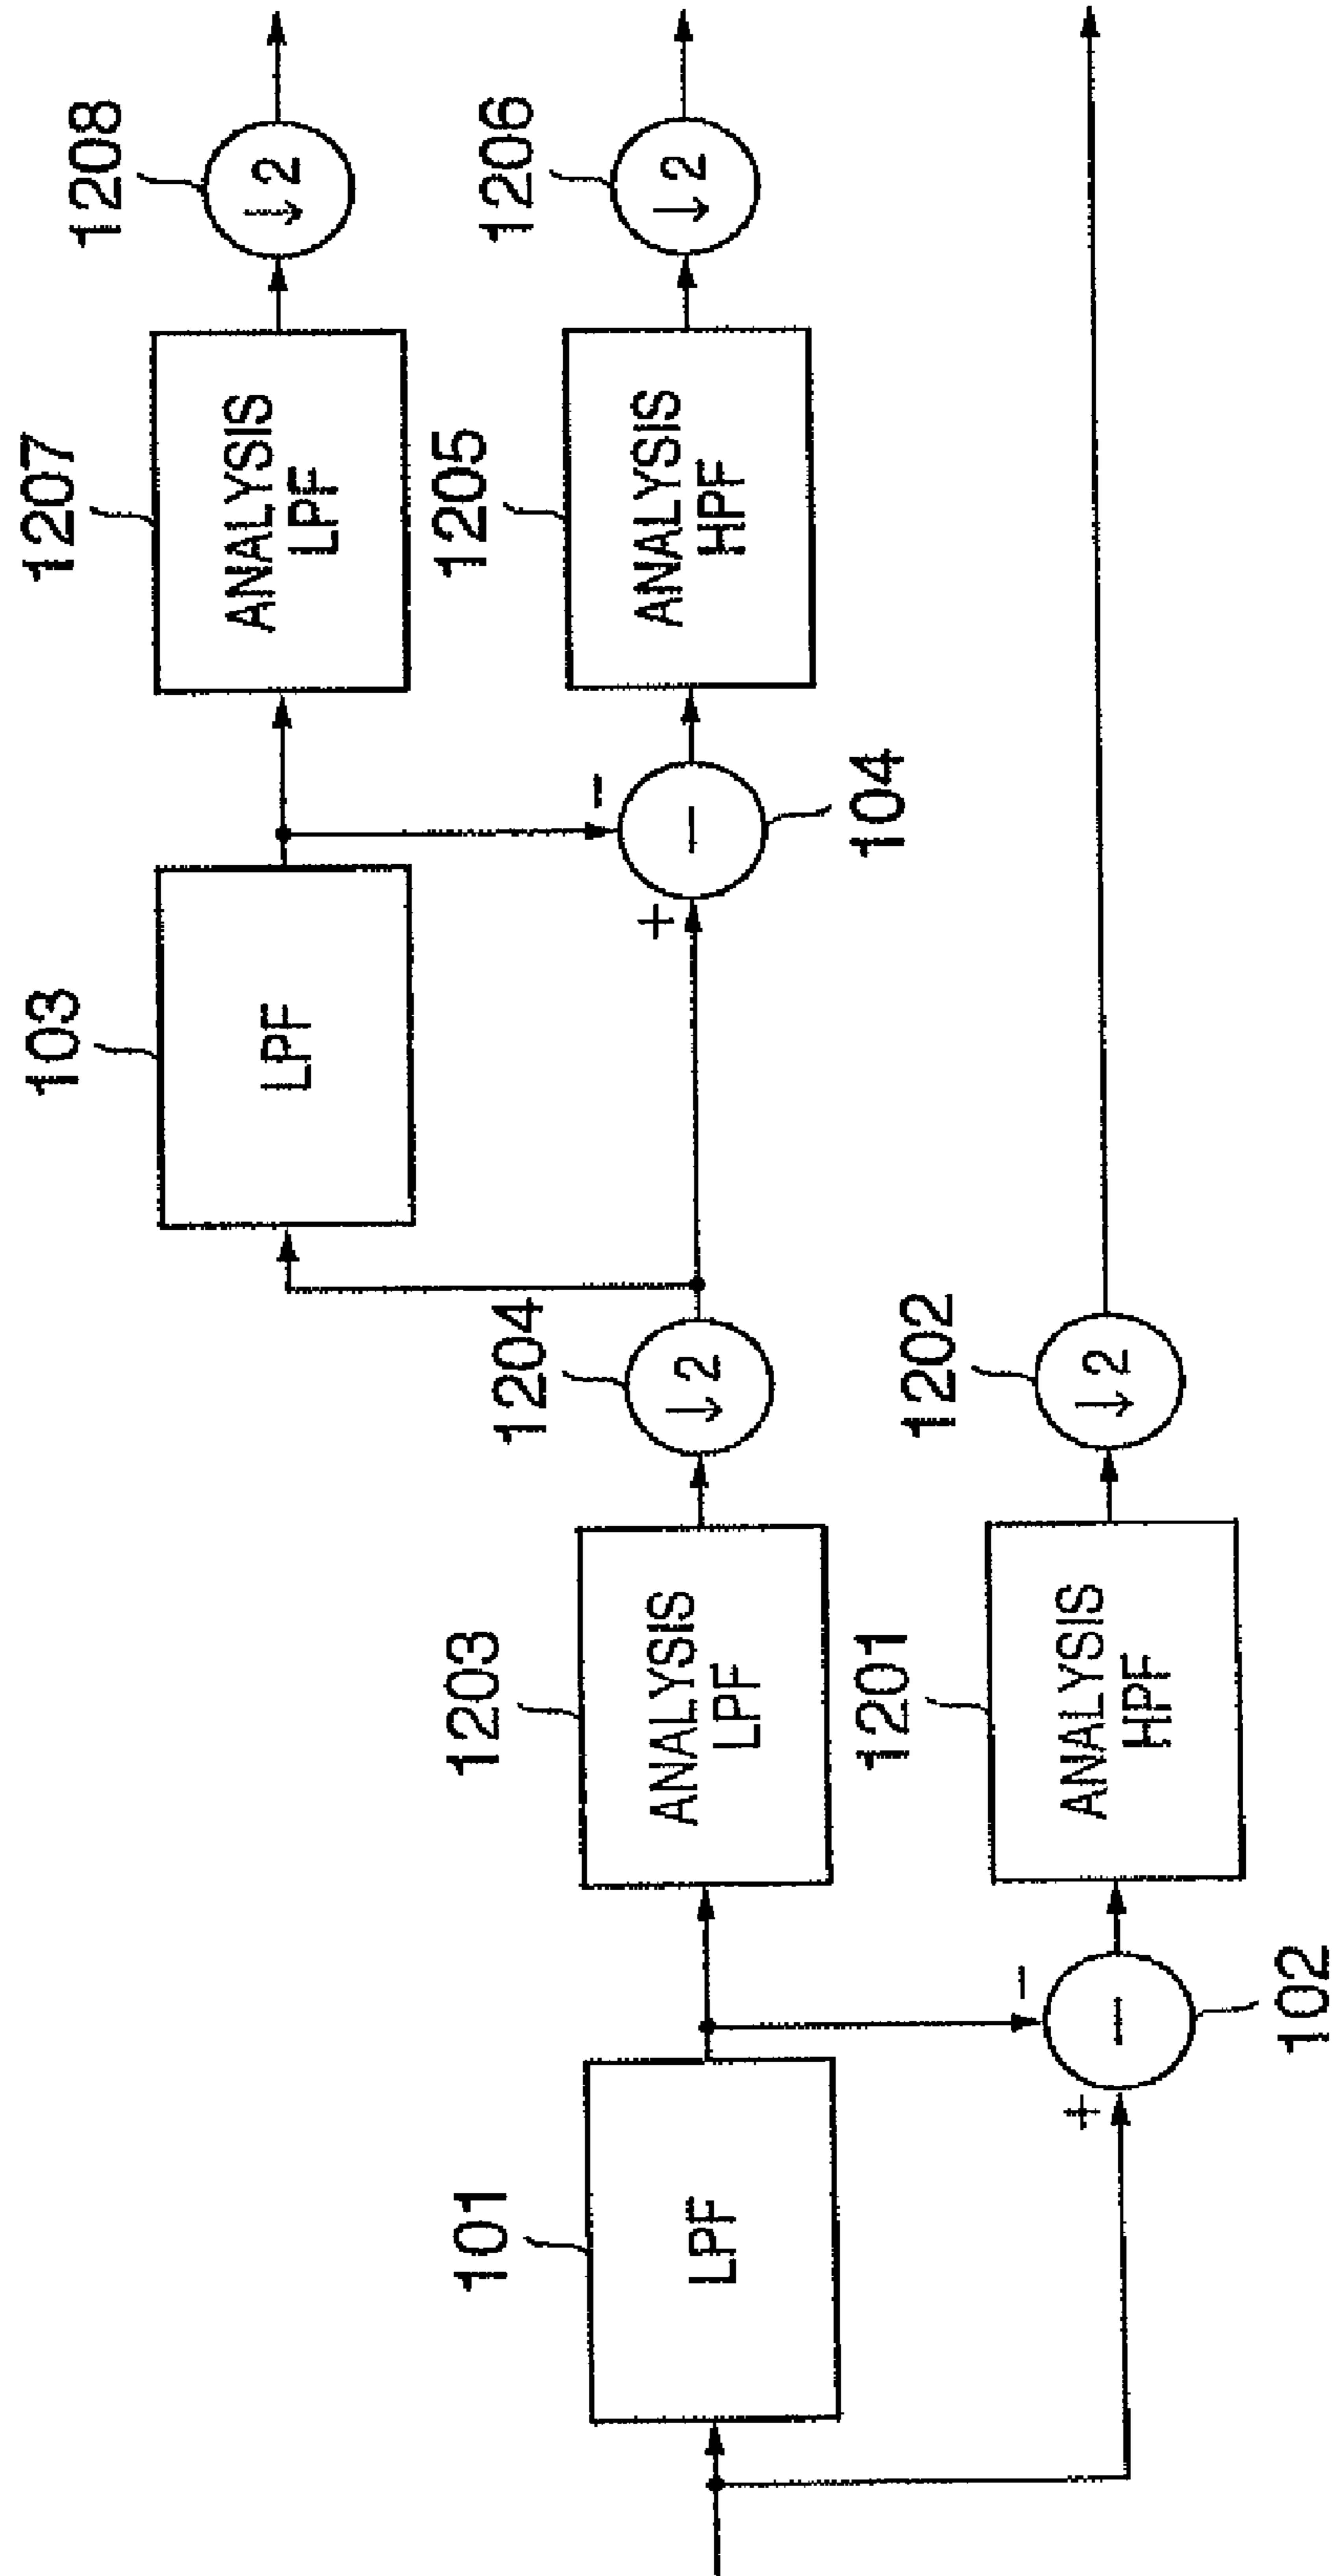 1207
ANALYSIS
LPF
1208
↓2
103
LPF
1205
ANALYSIS
HPF
1206
↓2
-
+
−
104
1203
ANALYSIS
LPF
1204
↓2
101
LPF
1201
ANALYSIS
HPF
1202
↓2
-
+
−
102